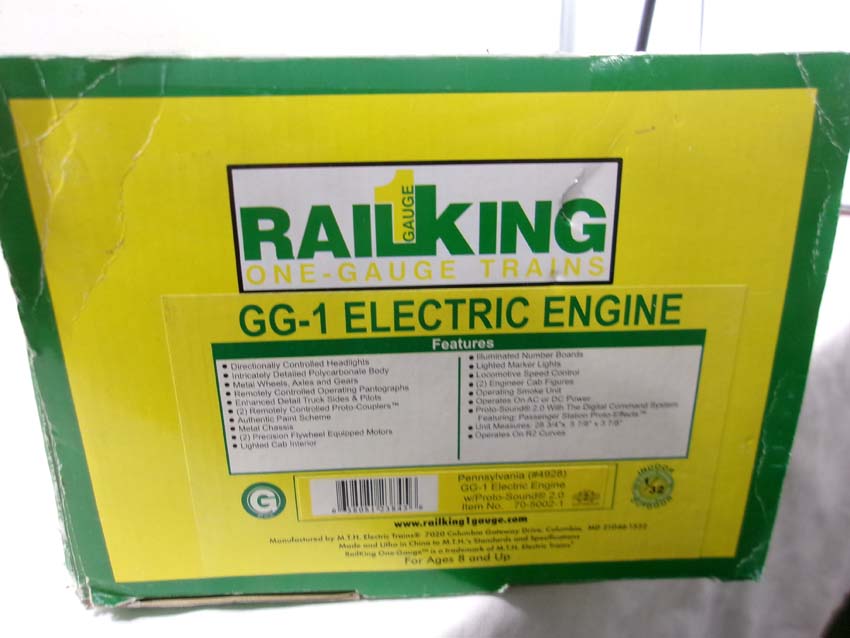 RAILKING
1 GAUGE
ONE-GAUGE TRAINS
GG-1 ELECTRIC ENGINE
Features
• Directionally Controlled Headlights
• Intricately Detailed Polycarbonate Body
• Metal Wheels, Axles and Gears
• Remotely Controlled Operating Pantographs
• Enhanced Detail Truck Sides & Pilots
• (2) Remotely Controlled Proto-Couplers™
• Authentic Paint Scheme
• Metal Chassis
• (2) Precision Flywheel Equipped Motors
• Lighted Cab Interior
• Illuminated Number Boards
• Lighted Marker Lights
• Locomotive Speed Control
• (2) Engineer Cab Figures
• Operating Smoke Unit
• Operates On AC or DC Power
• Proto-Sound® 2.0 With The Digital Command System
Featuring: Passenger Station Proto-Effects™
• Unit Measures: 28 3/4"x 3 7/8" x 3 7/8"
• Operates On R2 Curves
G
Pennsylvania (#4928)
GG-1 Electric Engine
w/Proto-Sound® 2.0
Item No. 70-5002-1
INDOOR
1/32
OUTDOOR
www.railking1gauge.com
Manufactured by M.T.H. Electric Trains® 7020 Columbia Gateway Drive, Columbia, MD 21046-1532
Made and Litho in China to M.T.H.'s Standards and Specifications
RailKing One-Gauge™ is a trademark of M.T.H. Electric Trains®
For Ages 8 and Up